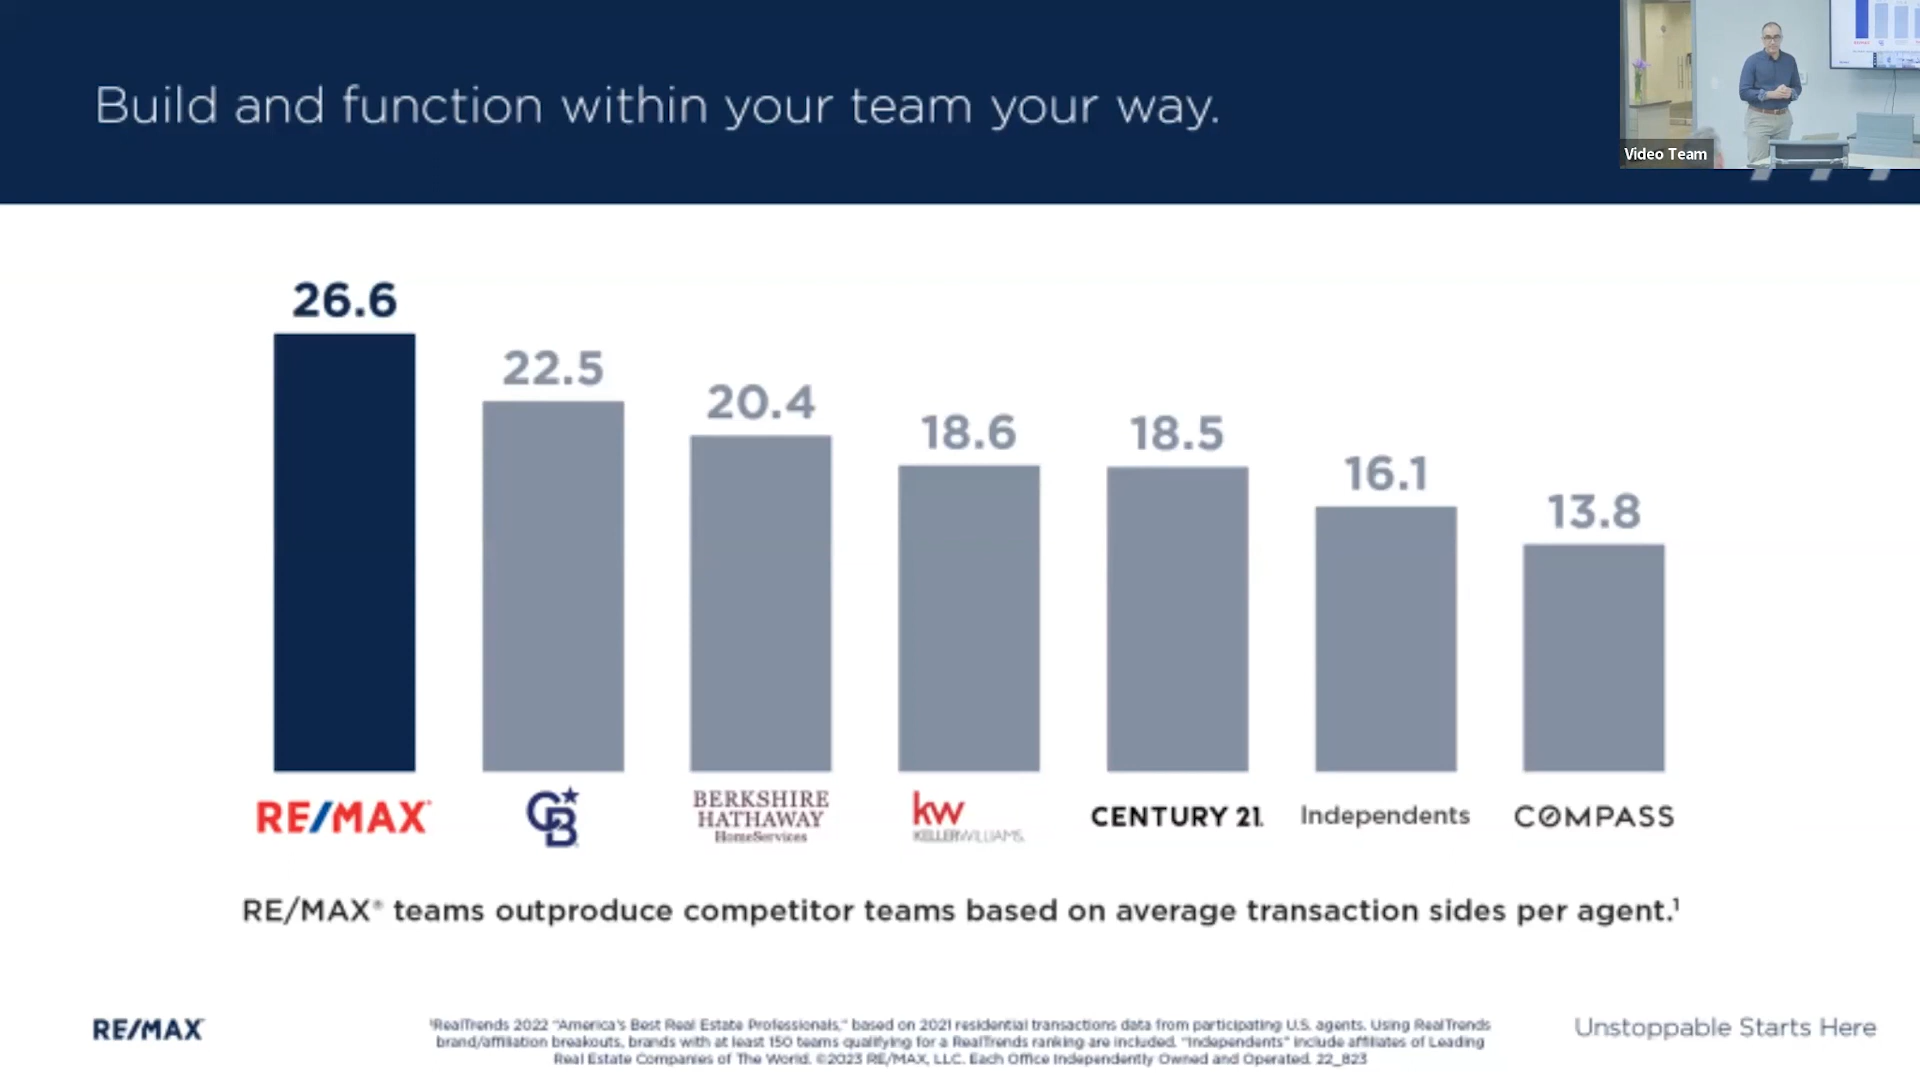 Build and function within your team your way.
Video Team
26.6
22.5
20.4
18.6
18.5
16.1
13.8
RE/MAX®
CB
BERKSHIRE
HATHAWAY
HomeServices
kw
KELLERWILLIAMS.
CENTURY 21.
Independents
COMPASS
RE/MAX® teams outproduce competitor teams based on average transaction sides per agent.¹
RE/MAX
¹RealTrends 2022 "America's Best Real Estate Professionals," based on 2021 residential transactions data from participating U.S. agents. Using RealTrends
brand/affiliation breakouts, brands with at least 150 teams qualifying for a RealTrends ranking are included. "Independents" include affiliates of Leading
Real Estate Companies of The World. ©2023 RE/MAX, LLC. Each Office Independently Owned and Operated. 22_823
Unstoppable Starts Here